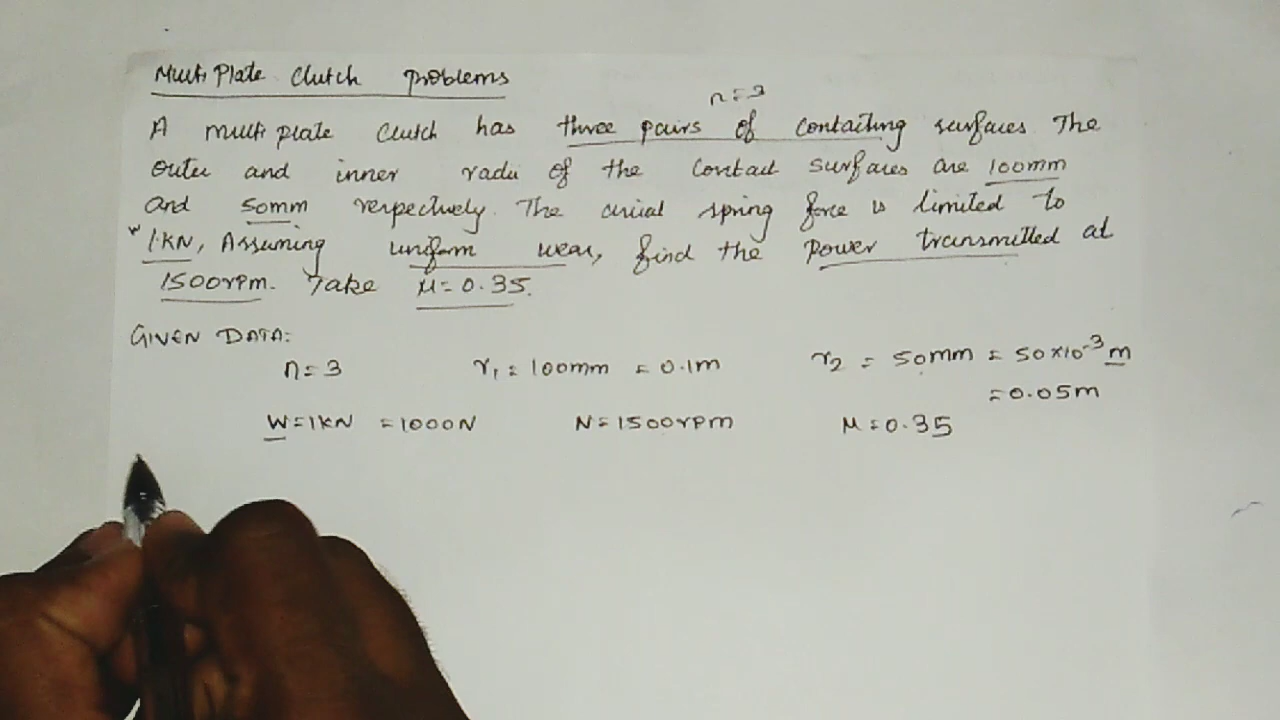 Multi Plate Clutch problems
n=3
A multi plate clutch has three pairs of contacting surfaces The
outer and inner radii of the contact surfaces are 100mm
and 50mm respectively. The axial spring force is limited to
W
1KN, Assuming uniform wear, find the power transmitted at
1500rpm. Take μ=0.35.
GIVEN DATA:
n=3 r₁=100mm = 0.1m r₂ = 50mm = 50×10⁻³ m
=0.05m
W=1KN =1000N N=1500rpm μ=0.35